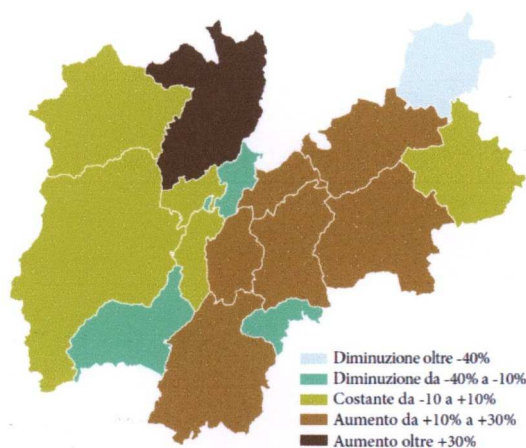 Diminuzione oltre -40%
Diminuzione da -40% a -10%
Costante da -10 a +10%
Aumento da +10% a +30%
Aumento oltre +30%